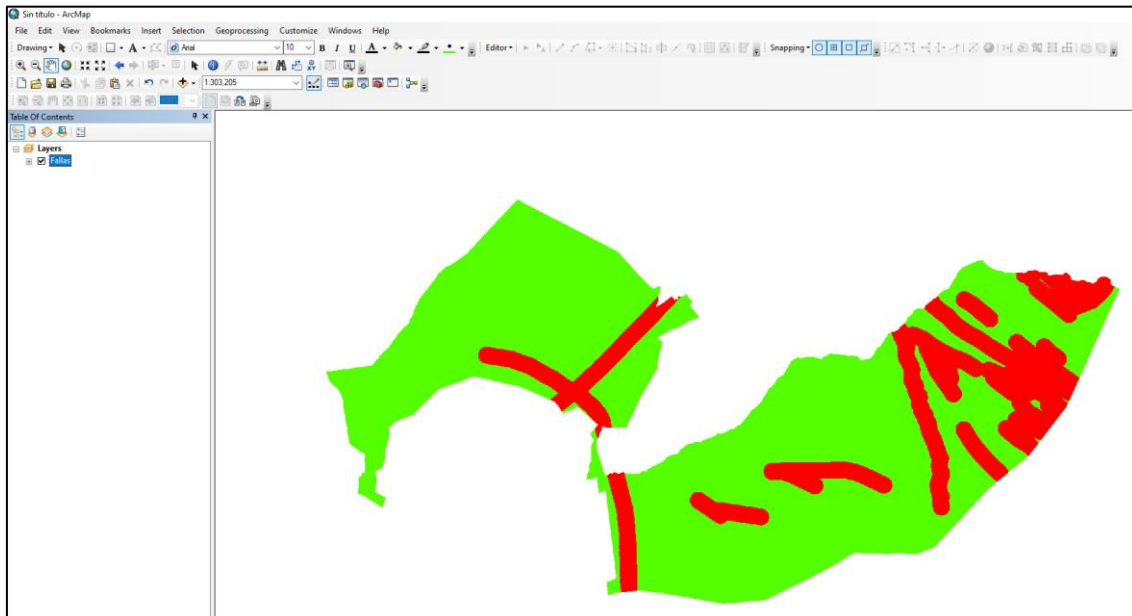 Sin título - ArcMap
File Edit View Bookmarks Insert Selection Geoprocessing Customize Windows Help
Drawing A Arial 10 B I U A Editor Snapping
1:303,205
Table Of Contents
Layers
Fallas